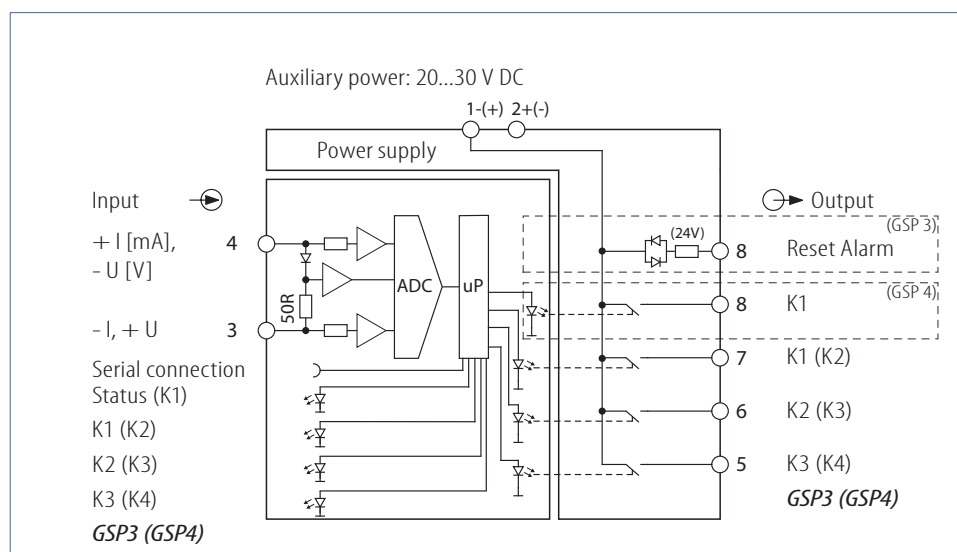 Auxiliary power: 20...30 V DC
1-(+) 2+(-)
Power supply
Input
Output
+ I [mA],
- U [V]
4
(GSP 3)
(24V)
8 Reset Alarm
ADC
uP
50R
(GSP 4)
8 K1
- I, + U 3
7 K1 (K2)
Serial connection
Status (K1)
K1 (K2)
6 K2 (K3)
K2 (K3)
5 K3 (K4)
K3 (K4)
GSP3 (GSP4)
GSP3 (GSP4)